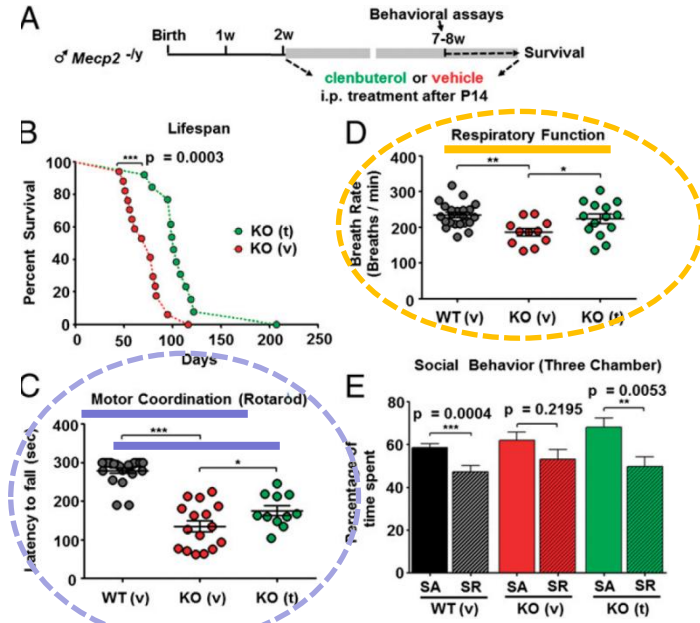 A
Behavioral assays
Birth 1w 2w 7-8w
♂ Mecp2 -/y
Survival
clenbuterol or vehicle
i.p. treatment after P14
B
Lifespan
*** p = 0.0003
Percent Survival
100
80
60
40
20
0
KO (t)
KO (v)
0 50 100 150 200 250
Days
D
Respiratory Function
Breath Rate
(Breaths / min)
400
300
200
100
0
** *
WT (v) KO (v) KO (t)
C
Motor Coordination (Rotarod)
Latency to fall (sec)
400
300
200
100
0
*** *
WT (v) KO (v) KO (t)
E
Social Behavior (Three Chamber)
Percentage of
time spent
80
60
40
20
0
p = 0.0004
***
p = 0.2195
p = 0.0053
**
SA SR SA SR SA SR
WT (v) KO (v) KO (t)